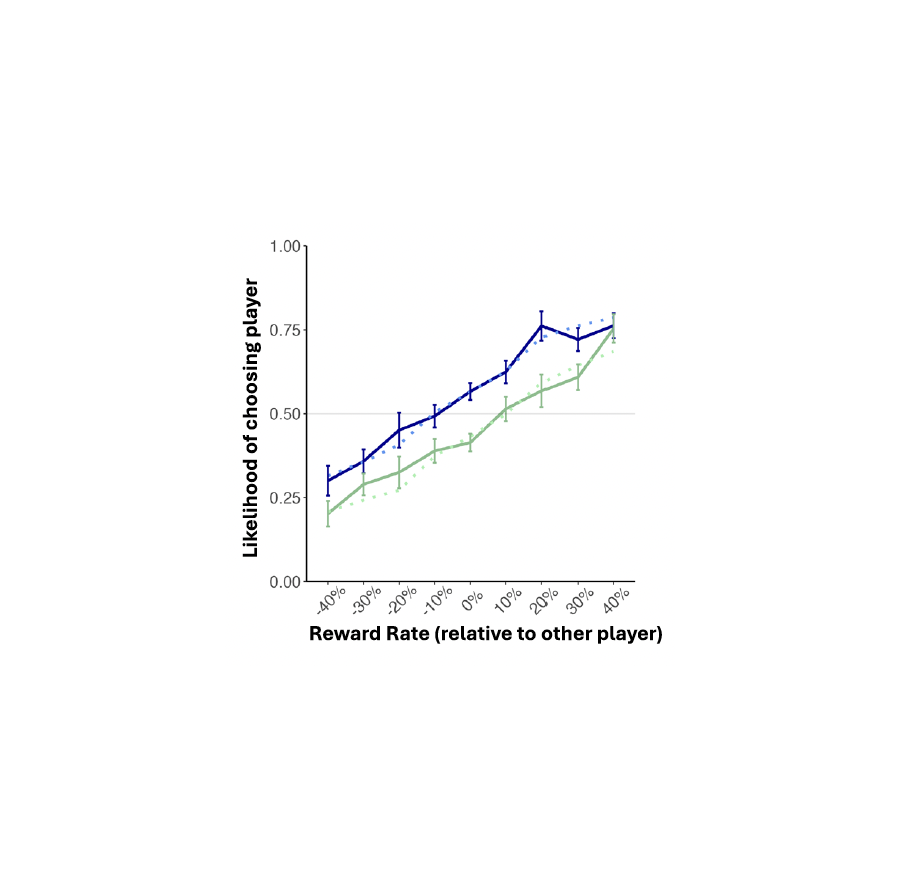 1.00
0.75
0.50
0.25
0.00
Likelihood of choosing player
-40% -30% -20% -10% 0% 10% 20% 30% 40%
Reward Rate (relative to other player)